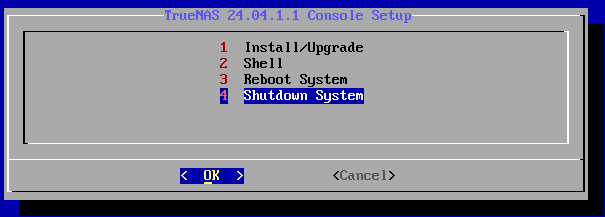 TrueNAS 24.04.1.1 Console Setup
1 Install/Upgrade
2 Shell
3 Reboot System
4 Shutdown System
< OK > <Cancel>